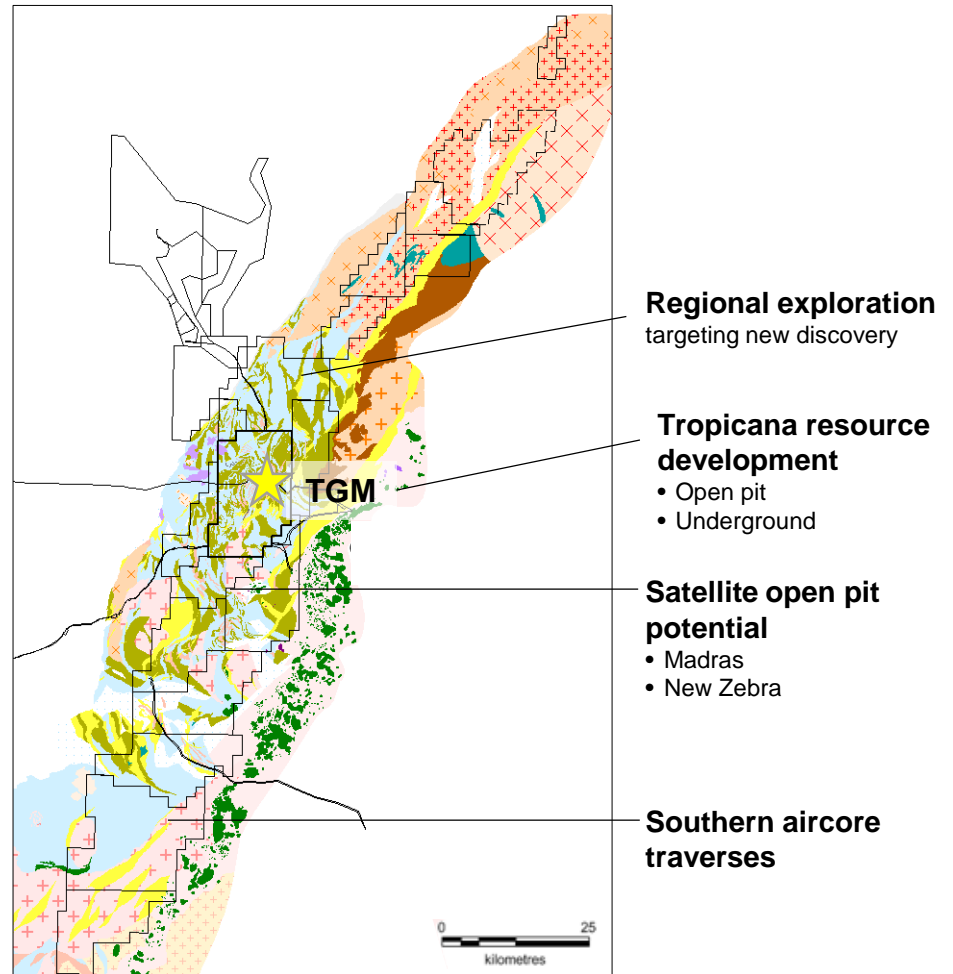 Regional exploration
targeting new discovery
Tropicana resource
development
• Open pit
• Underground
TGM
Satellite open pit
potential
• Madras
• New Zebra
Southern aircore
traverses
0 25
kilometres